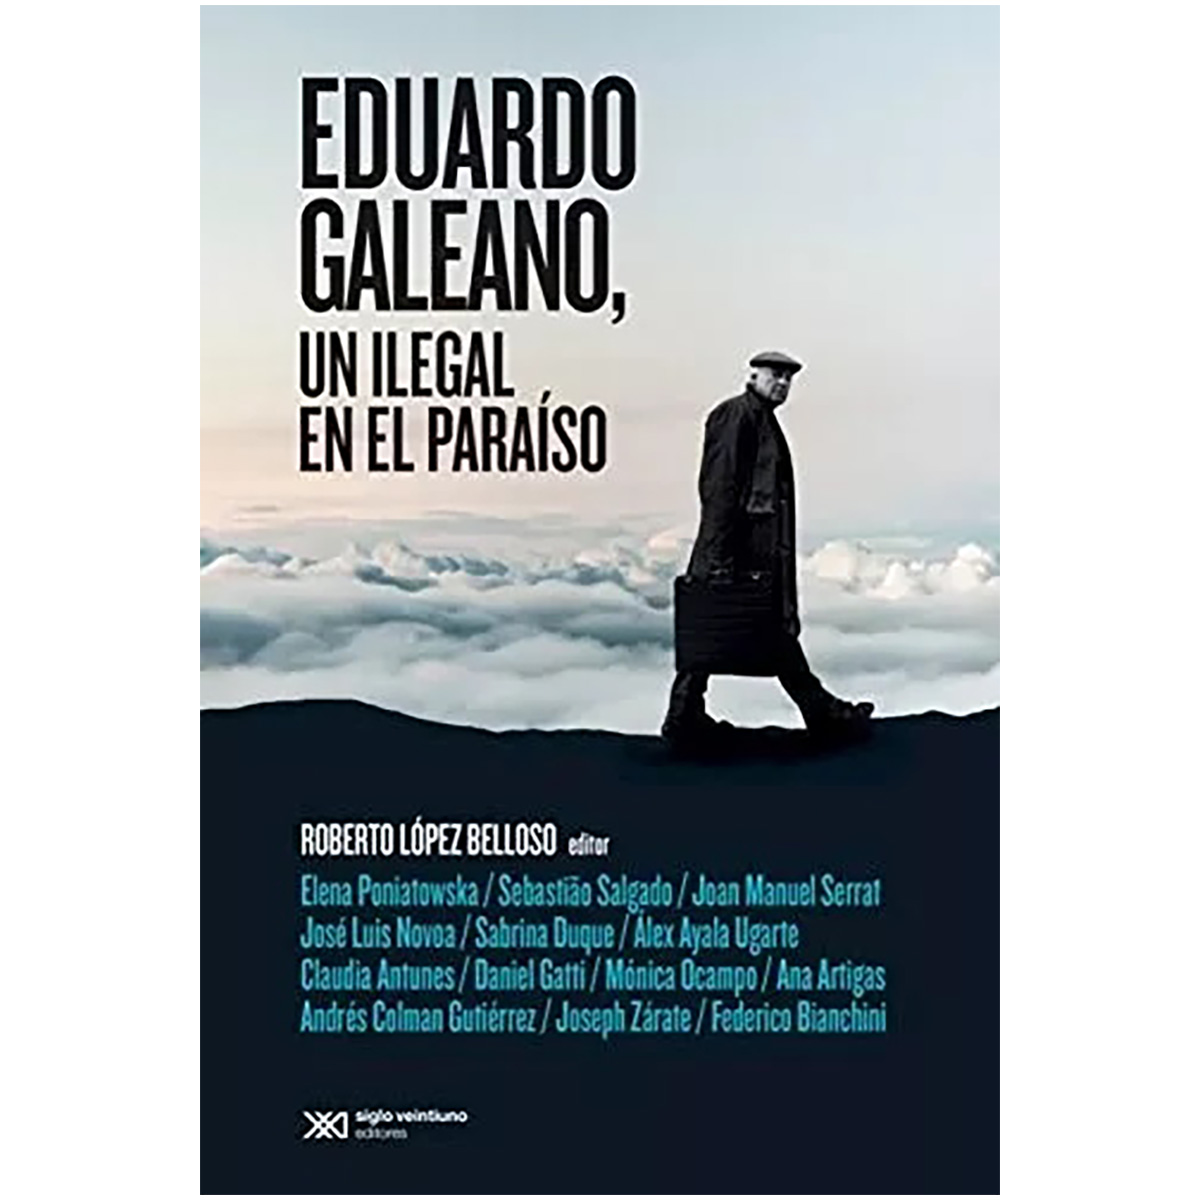 EDUARDO
GALEANO,
UN ILEGAL
EN EL PARAÍSO
ROBERTO LÓPEZ BELLOSO editor
Elena Poniatowska / Sebastião Salgado / Joan Manuel Serrat
José Luis Novoa / Sabrina Duque / Álex Ayala Ugarte
Claudia Antunes / Daniel Gatti / Mónica Ocampo / Ana Artigas
Andrés Colman Gutiérrez / Joseph Zárate / Federico Bianchini
siglo veintiuno
editores